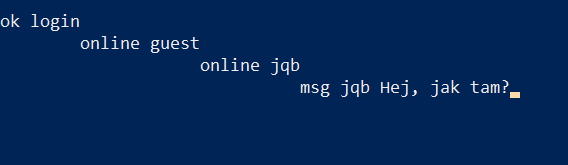 ok login
online guest
online jqb
msg jqb Hej, jak tam?